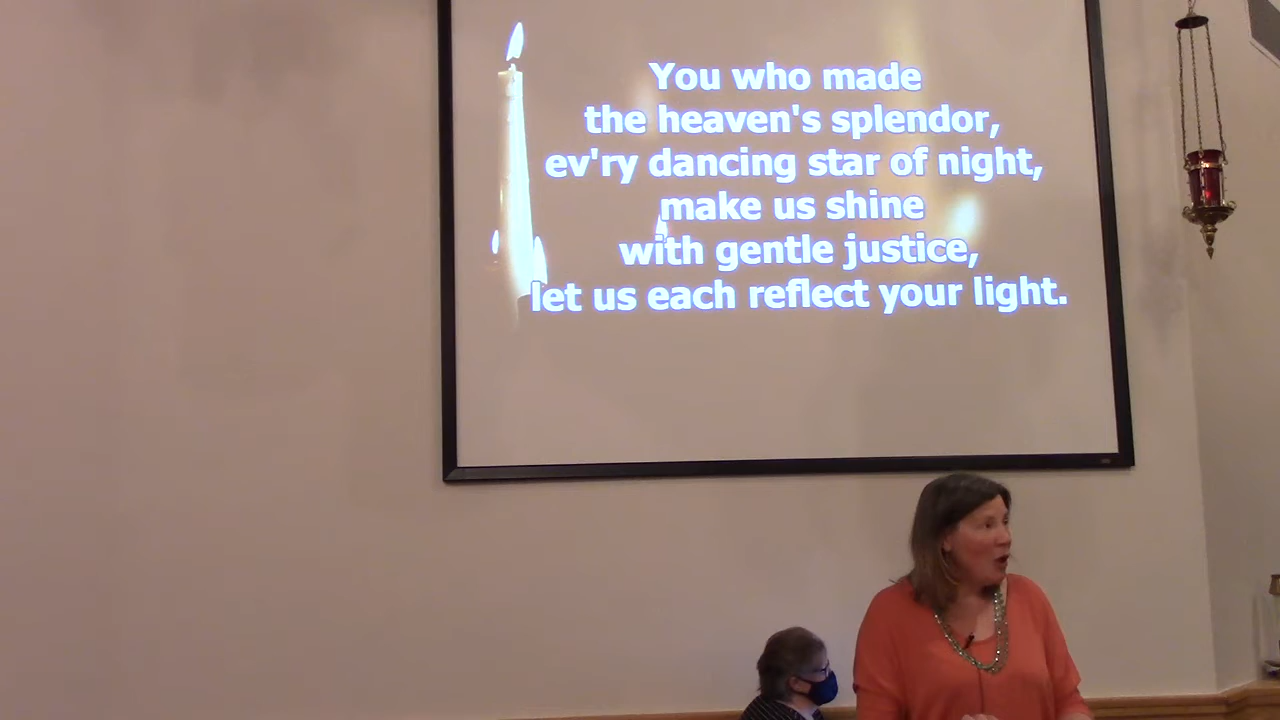 You who made
the heaven's splendor,
ev'ry dancing star of night,
make us shine
with gentle justice,
let us each reflect your light.